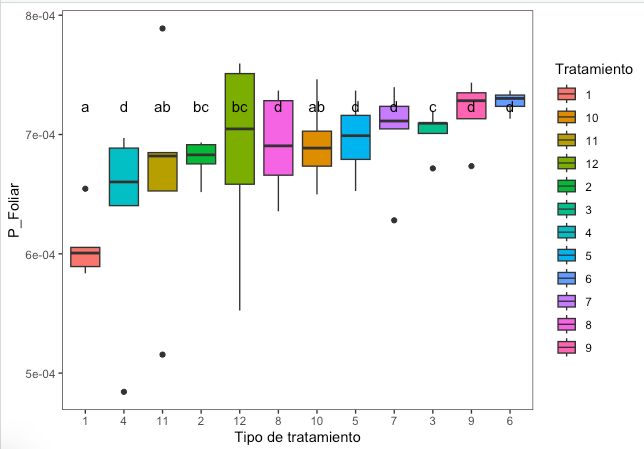 8e-04
7e-04
6e-04
5e-04
P_Foliar
a d ab bc bc d ab d d c d d
1 4 11 2 12 8 10 5 7 3 9 6
Tipo de tratamiento
Tratamiento
1
10
11
12
2
3
4
5
6
7
8
9